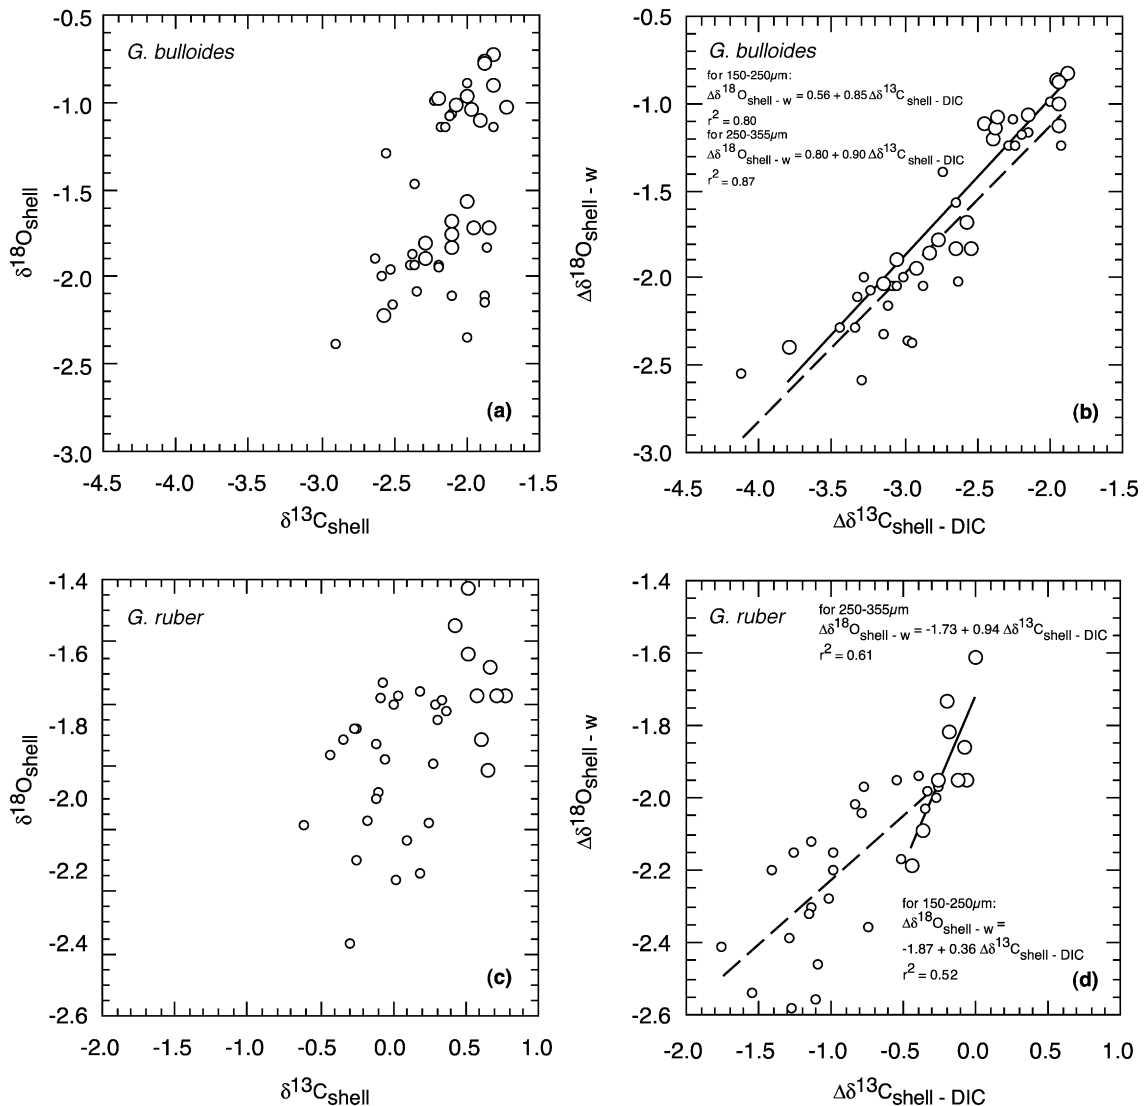 G. bulloides
-0.5
-1.0
-1.5
-2.0
-2.5
-3.0
δ18Oshell
(a)
-4.5 -4.0 -3.5 -3.0 -2.5 -2.0 -1.5
δ13Cshell
G. bulloides
for 150-250μm:
Δδ18Oshell - w = 0.56 + 0.85 Δδ13C shell - DIC
r2 = 0.80
for 250-355μm
Δδ18Oshell - w = 0.80 + 0.90 Δδ13C shell - DIC
r2 = 0.87
-0.5
-1.0
-1.5
-2.0
-2.5
-3.0
Δδ18Oshell - w
(b)
-4.5 -4.0 -3.5 -3.0 -2.5 -2.0 -1.5
Δδ13Cshell - DIC
G. ruber
-1.4
-1.6
-1.8
-2.0
-2.2
-2.4
-2.6
δ18Oshell
(c)
-2.0 -1.5 -1.0 -0.5 0.0 0.5 1.0
δ13Cshell
G. ruber
for 250-355μm
Δδ18Oshell - w = -1.73 + 0.94 Δδ13Cshell - DIC
r2 = 0.61
-1.4
-1.6
-1.8
-2.0
-2.2
-2.4
-2.6
Δδ18Oshell - w
for 150-250μm:
Δδ18Oshell - w =
-1.87 + 0.36 Δδ13Cshell - DIC
r2 = 0.52
(d)
-2.0 -1.5 -1.0 -0.5 0.0 0.5 1.0
Δδ13Cshell - DIC